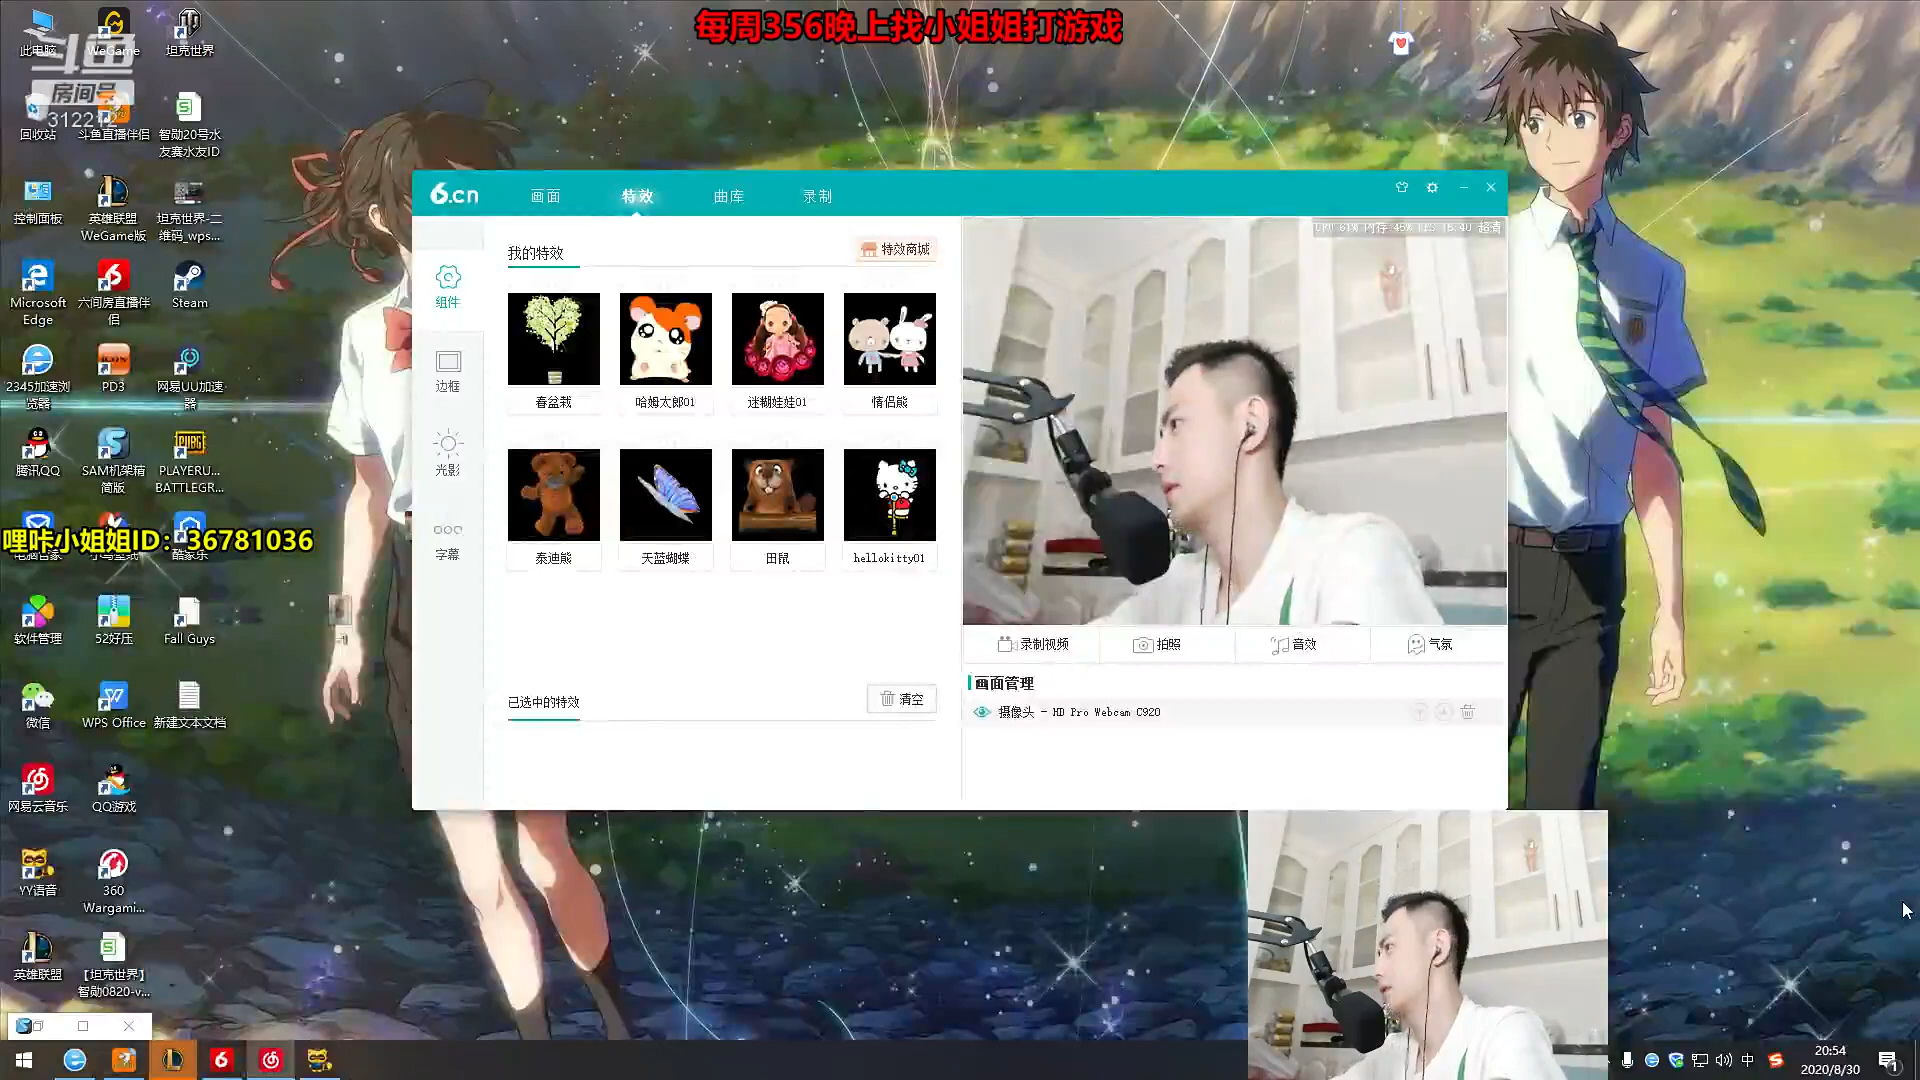 每周356晚上找小姐姐打游戏
斗鱼
房间号
312212
此电脑
WeGame
坦克世界
回收站
斗鱼直播伴侣
智勋20号水
友赛水友ID
控制面板
英雄联盟
WeGame版
坦克世界-二
维码_wps...
Microsoft
Edge
六间房直播伴
侣
Steam
2345加速浏
览器
PD3
网易UU加速
器
腾讯QQ
SAM机架箱
简版
PLAYERU...
BATTLEGR...
哩咔小姐姐ID：36781036
软件管理
52好压
Fall Guys
微信
WPS Office
新建文本文档
网易云音乐
QQ游戏
YY语音
360
Wargami...
英雄联盟
【坦克世界】
智勋0820-v...
6.cn
画面
特效
曲库
录制
组件
边框
光影
字幕
我的特效
特效商城
春盆栽
哈姆太郎01
迷糊娃娃01
情侣熊
泰迪熊
天蓝蝴蝶
田鼠
hellokitty01
已选中的特效
清空
超清
录制视频
拍照
音效
气氛
画面管理
摄像头 - HD Pro Webcam C920
中
20:54
2020/8/30